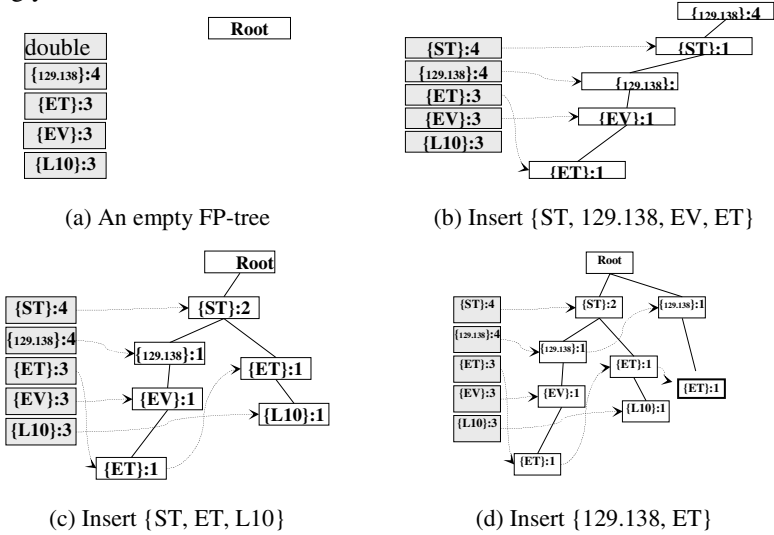 g y
double
{129.138}:4
{ET}:3
{EV}:3
{L10}:3
Root
(a) An empty FP-tree
{129.138}:4
{ST}:4
{129.138}:4
{ET}:3
{EV}:3
{L10}:3
{ST}:1
{129.138}:
{EV}:1
{ET}:1
(b) Insert {ST, 129.138, EV, ET}
Root
{ST}:4
{129.138}:4
{ET}:3
{EV}:3
{L10}:3
{ST}:2
{129.138}:1
{ET}:1
{EV}:1
{L10}:1
{ET}:1
(c) Insert {ST, ET, L10}
Root
{ST}:4
{129.138}:4
{ET}:3
{EV}:3
{L10}:3
{ST}:2
{129.138}:1
{129.138}:1
{ET}:1
{ET}:1
{EV}:1
{L10}:1
{ET}:1
(d) Insert {129.138, ET}